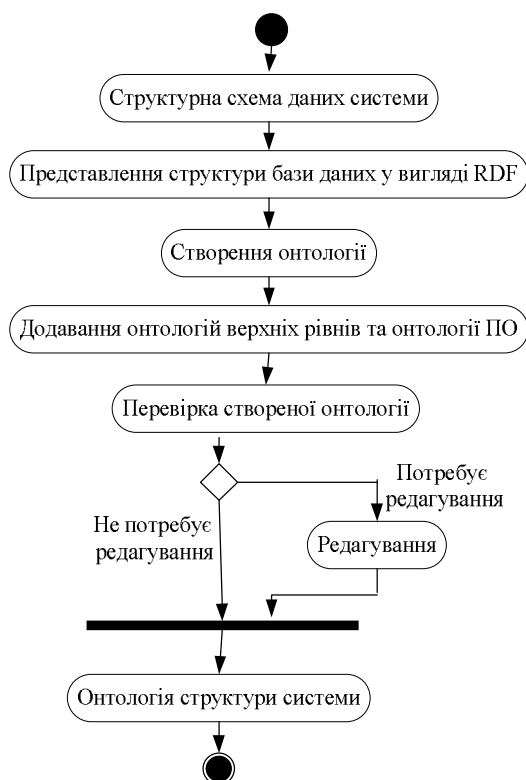 Структурна схема даних системи
Представлення структури бази даних у вигляді RDF
Створення онтології
Додавання онтологій верхніх рівнів та онтології ПО
Перевірка створеної онтології
Потребує
редагування
Не потребує
редагування
Редагування
Онтологія структури системи